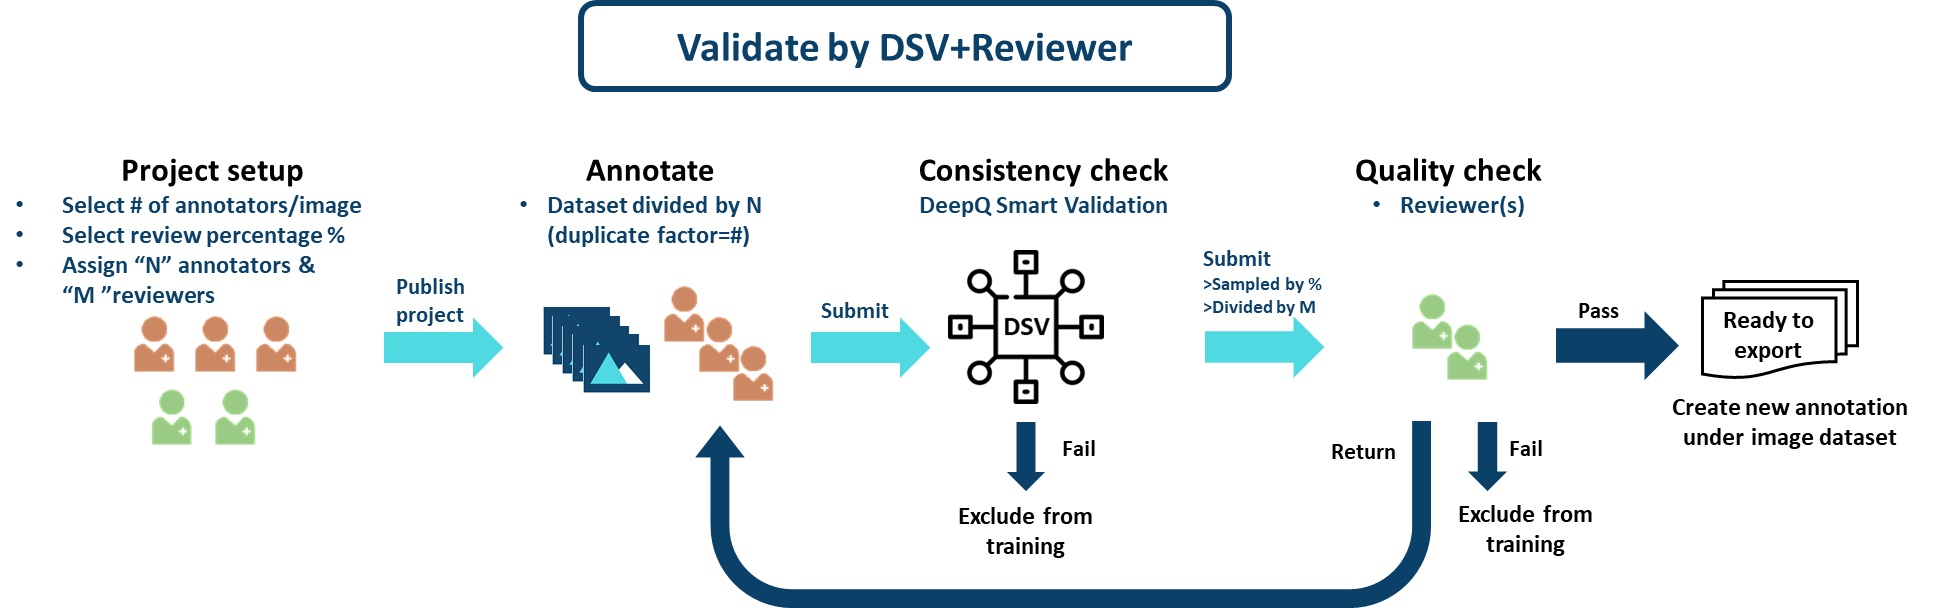 Validate by DSV+Reviewer
Project setup
• Select # of annotators/image
• Select review percentage %
• Assign “N” annotators &
“M ”reviewers
Publish
project
Annotate
• Dataset divided by N
(duplicate factor=#)
Submit
Consistency check
DeepQ Smart Validation
DSV
Fail
Exclude from
training
Submit
>Sampled by %
>Divided by M
Quality check
• Reviewer(s)
Return
Fail
Exclude from
training
Pass
Ready to
export
Create new annotation
under image dataset